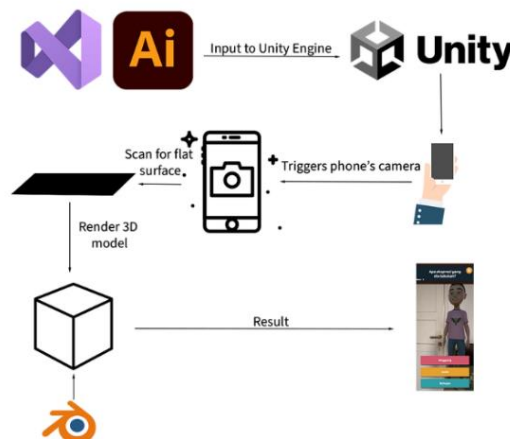 Ai
Input to Unity Engine
Unity
Scan for flat
surface
Triggers phone's camera
Render 3D
model
Result